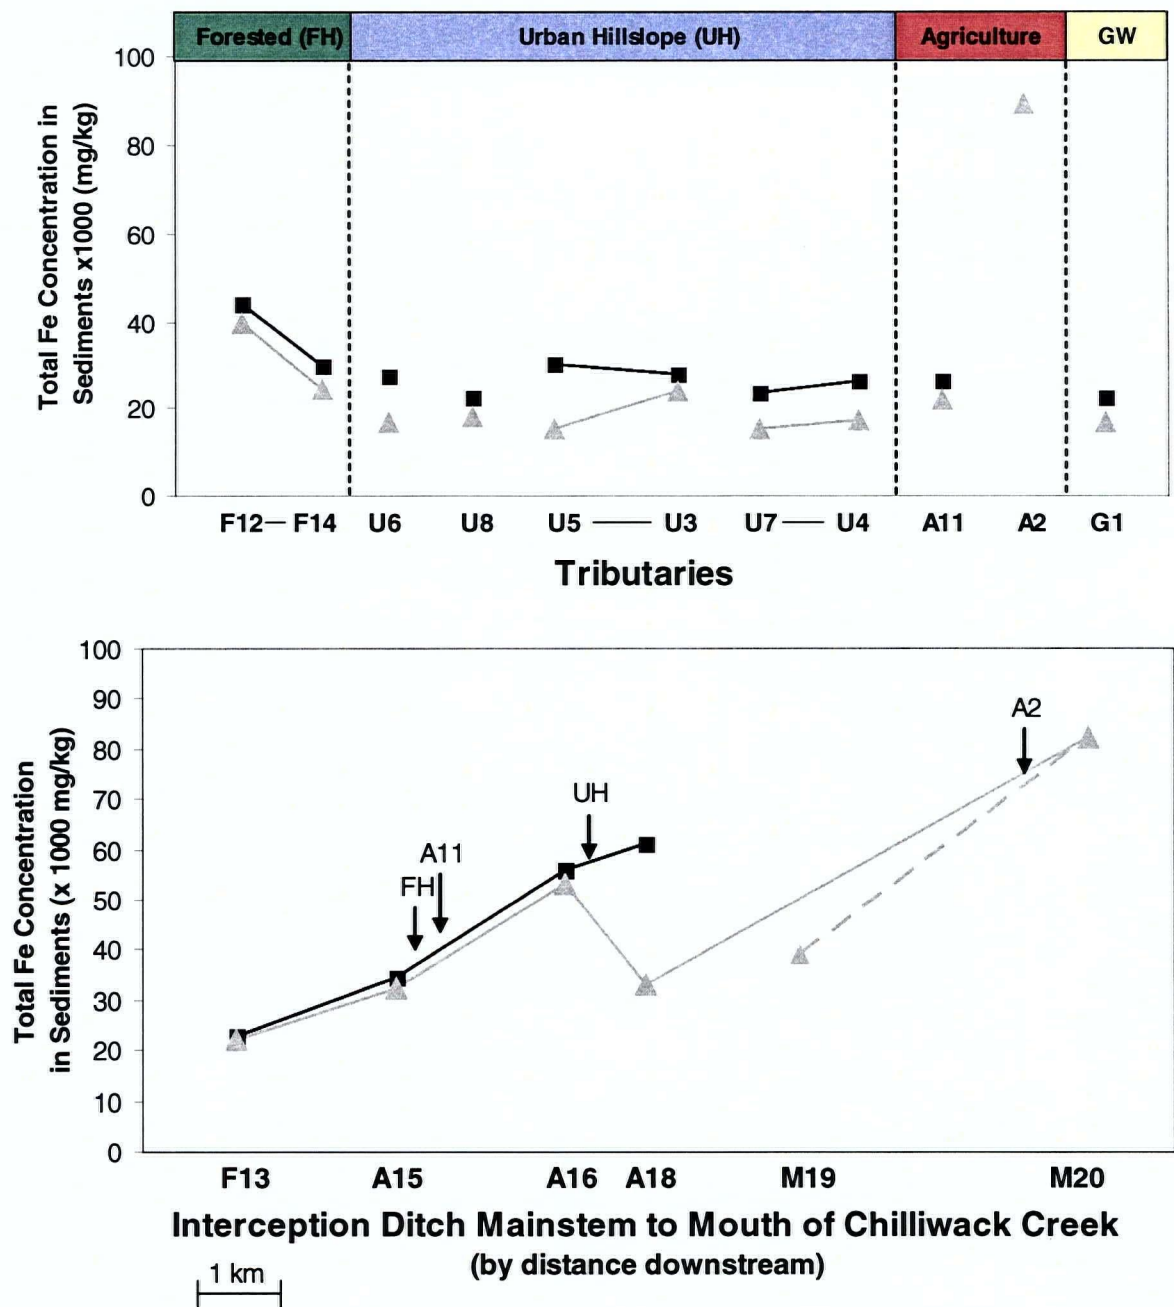 Forested (FH) Urban Hillslope (UH) Agriculture GW
Total Fe Concentration in
Sediments x1000 (mg/kg)
100
80
60
40
20
0
F12 — F14 U6 U8 U5 — U3 U7 — U4 A11 A2 G1
Tributaries
Total Fe Concentration
in Sediments (x 1000 mg/kg)
100
90
80
70
60
50
40
30
20
10
0
A2
UH
A11
FH
F13 A15 A16 A18 M19 M20
Interception Ditch Mainstem to Mouth of Chilliwack Creek
(by distance downstream)
1 km